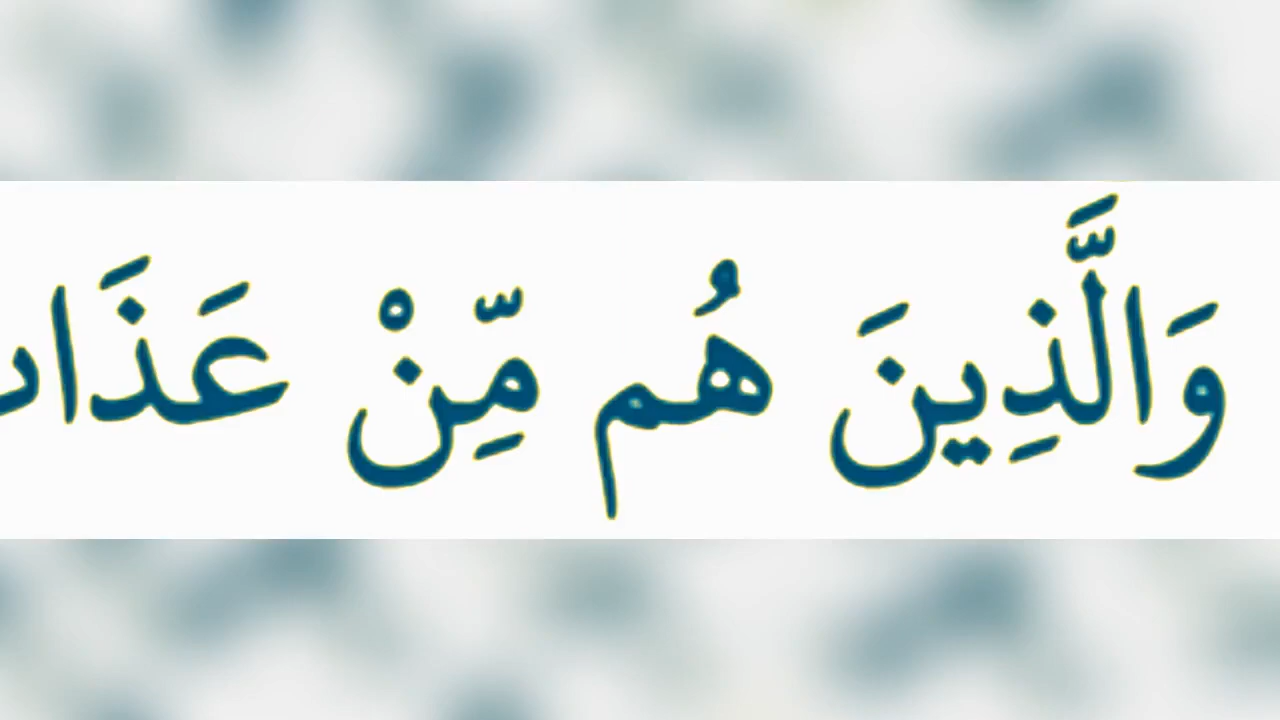 وَالَّذِينَ هُم مِّنْ عَذَا